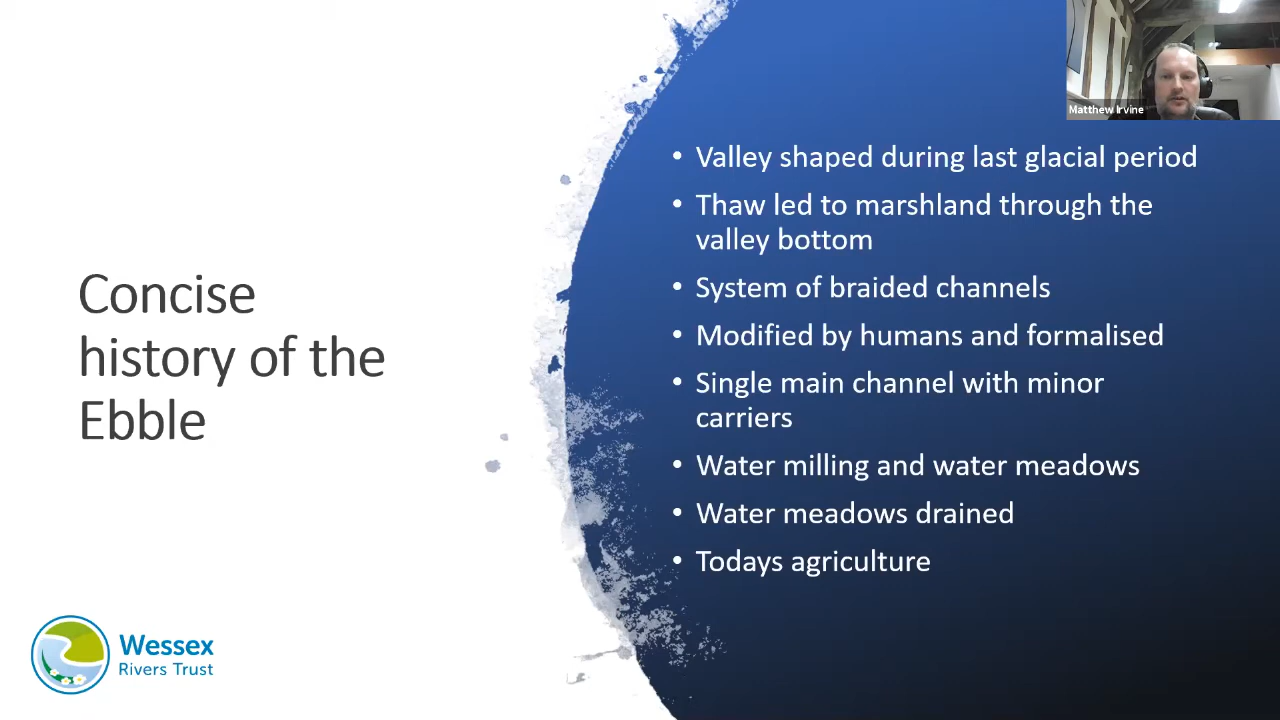 Concise
history of the
Ebble
• Valley shaped during last glacial period
• Thaw led to marshland through the
valley bottom
• System of braided channels
• Modified by humans and formalised
• Single main channel with minor
carriers
• Water milling and water meadows
• Water meadows drained
• Todays agriculture
Matthew Irvine
Wessex
Rivers Trust